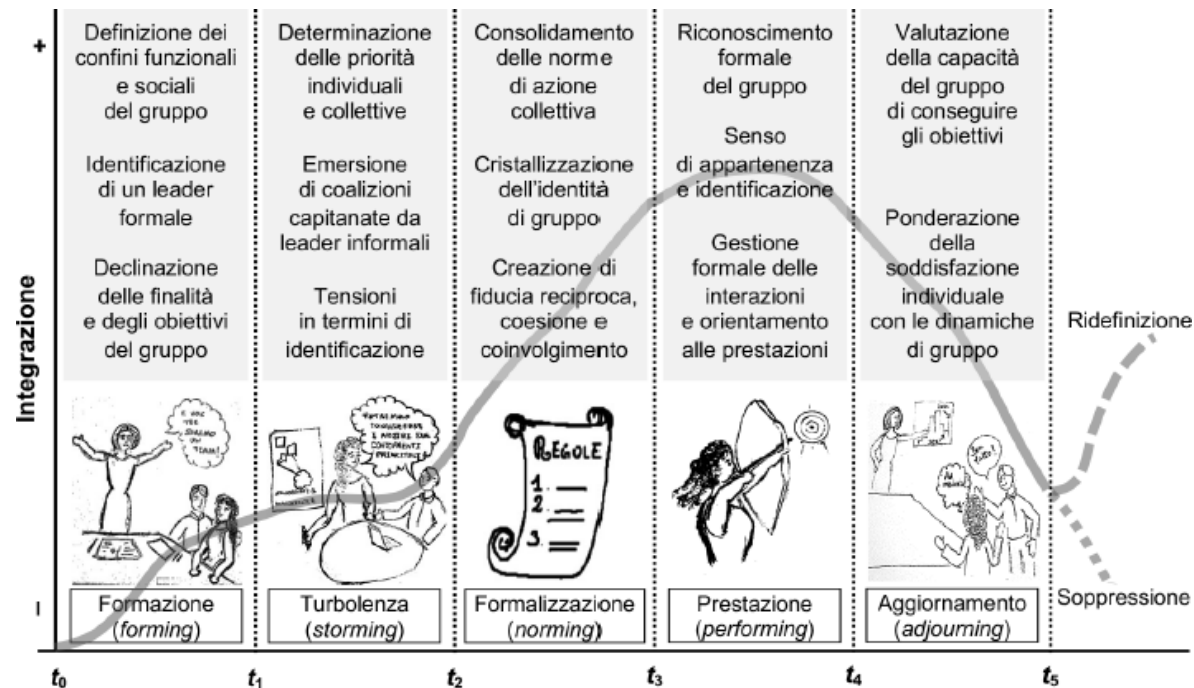 +
Integrazione
–
Definizione dei
confini funzionali
e sociali
del gruppo
Identificazione
di un leader
formale
Declinazione
delle finalità
e degli obiettivi
del gruppo
E NOI
SAREMO
UN
TEAM!
Formazione
(forming)
Determinazione
delle priorità
individuali
e collettive
Emersione
di coalizioni
capitanate da
leader informali
Tensioni
in termini di
identificazione
Turbolenza
(storming)
Consolidamento
delle norme
di azione
collettiva
Cristallizzazione
dell'identità
di gruppo
Creazione di
fiducia reciproca,
coesione e
coinvolgimento
REGOLE
1.
2.
3.
Formalizzazione
(norming)
Riconoscimento
formale
del gruppo
Senso
di appartenenza
e identificazione
Gestione
formale delle
interazioni
e orientamento
alle prestazioni
Prestazione
(performing)
Valutazione
della capacità
del gruppo
di conseguire
gli obiettivi
Ponderazione
della
soddisfazione
individuale
con le dinamiche
di gruppo
Aggiornamento
(adjourning)
Ridefinizione
Soppressione
t0
t1
t2
t3
t4
t5